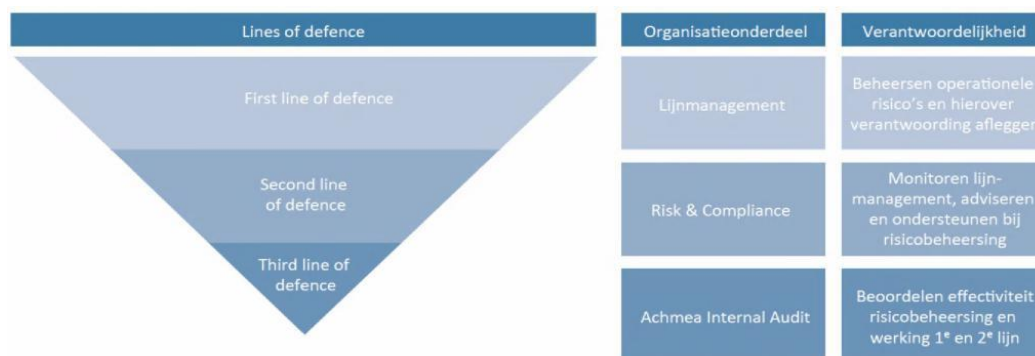 Lines of defence
Organisatieonderdeel
Verantwoordelijkheid
First line of defence
Lijnmanagement
Beheersen operationele
risico's en hierover
verantwoording afleggen
Second line
of defence
Risk & Compliance
Monitoren lijn-
management, adviseren
en ondersteunen bij
risicobeheersing
Third line of
defence
Achmea Internal Audit
Beoordelen effectiviteit
risicobeheersing en
werking 1ᵉ en 2ᵉ lijn